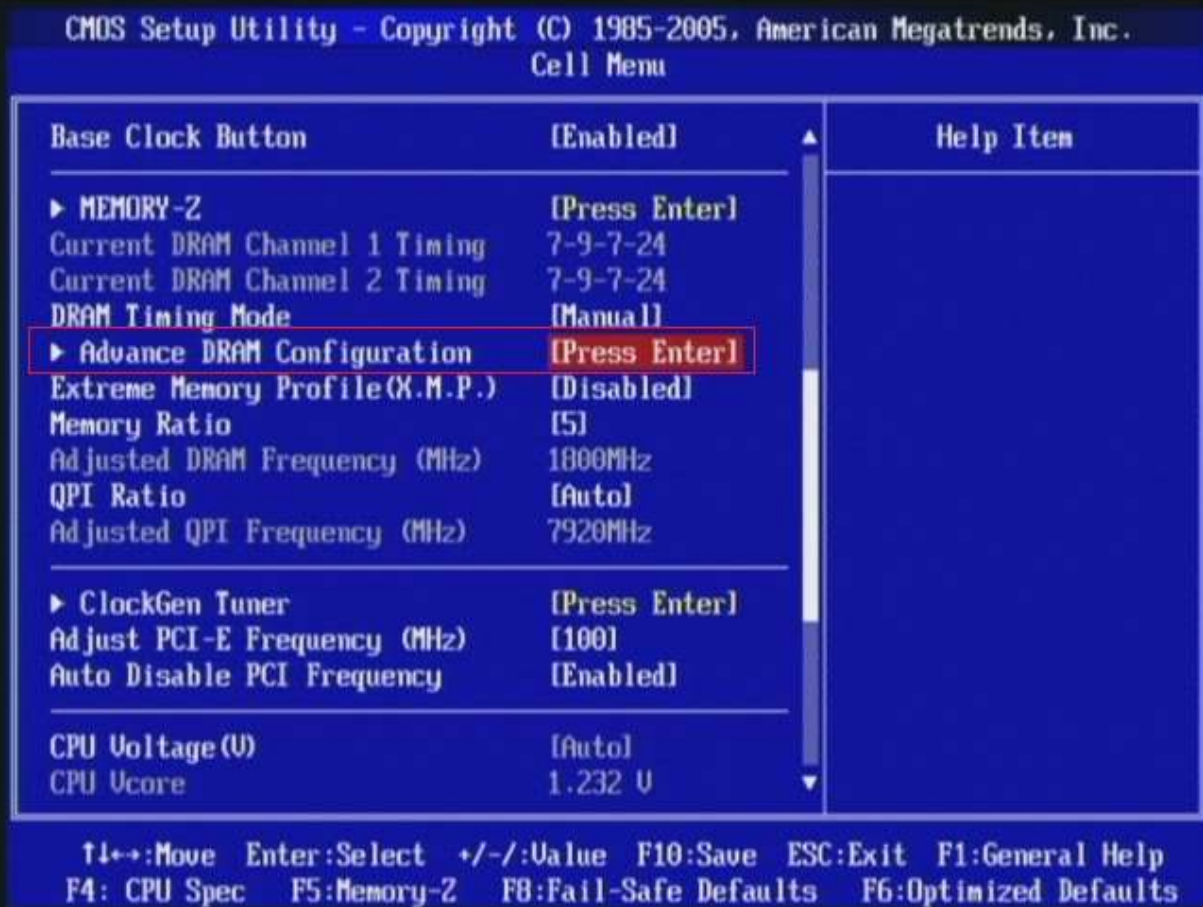 CMOS Setup Utility - Copyright (C) 1985-2005, American Megatrends, Inc.
Cell Menu
Base Clock Button [Enabled]
Help Item
▶ MEMORY-Z [Press Enter]
Current DRAM Channel 1 Timing 7-9-7-24
Current DRAM Channel 2 Timing 7-9-7-24
DRAM Timing Mode [Manual]
▶ Advance DRAM Configuration [Press Enter]
Extreme Memory Profile(X.M.P.) [Disabled]
Memory Ratio [5]
Adjusted DRAM Frequency (MHz) 1800MHz
QPI Ratio [Auto]
Adjusted QPI Frequency (MHz) 7920MHz
▶ ClockGen Tuner [Press Enter]
Adjust PCI-E Frequency (MHz) [100]
Auto Disable PCI Frequency [Enabled]
CPU Voltage(V) [Auto]
CPU Vcore 1.232 V
↑↓←→:Move Enter:Select +/-/:Value F10:Save ESC:Exit F1:General Help
F4: CPU Spec F5:Memory-Z F8:Fail-Safe Defaults F6:Optimized Defaults